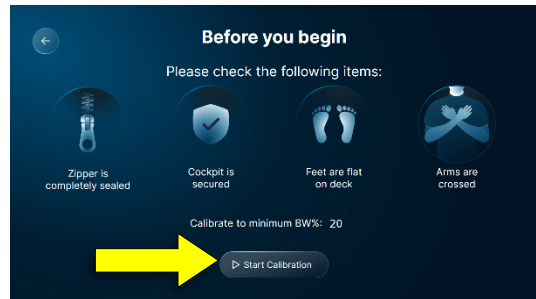 Before you begin
Please check the following items:
Zipper is
completely sealed
Cockpit is
secured
Feet are flat
on deck
Arms are
crossed
Calibrate to minimum BW%: 20
Start Calibration